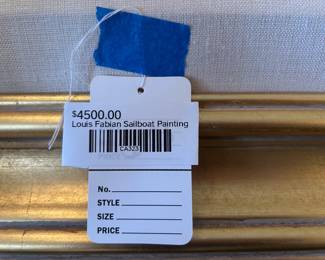 $4500.00
Louis Fabian Sailboat Painting
CA323
No.
STYLE
SIZE
PRICE